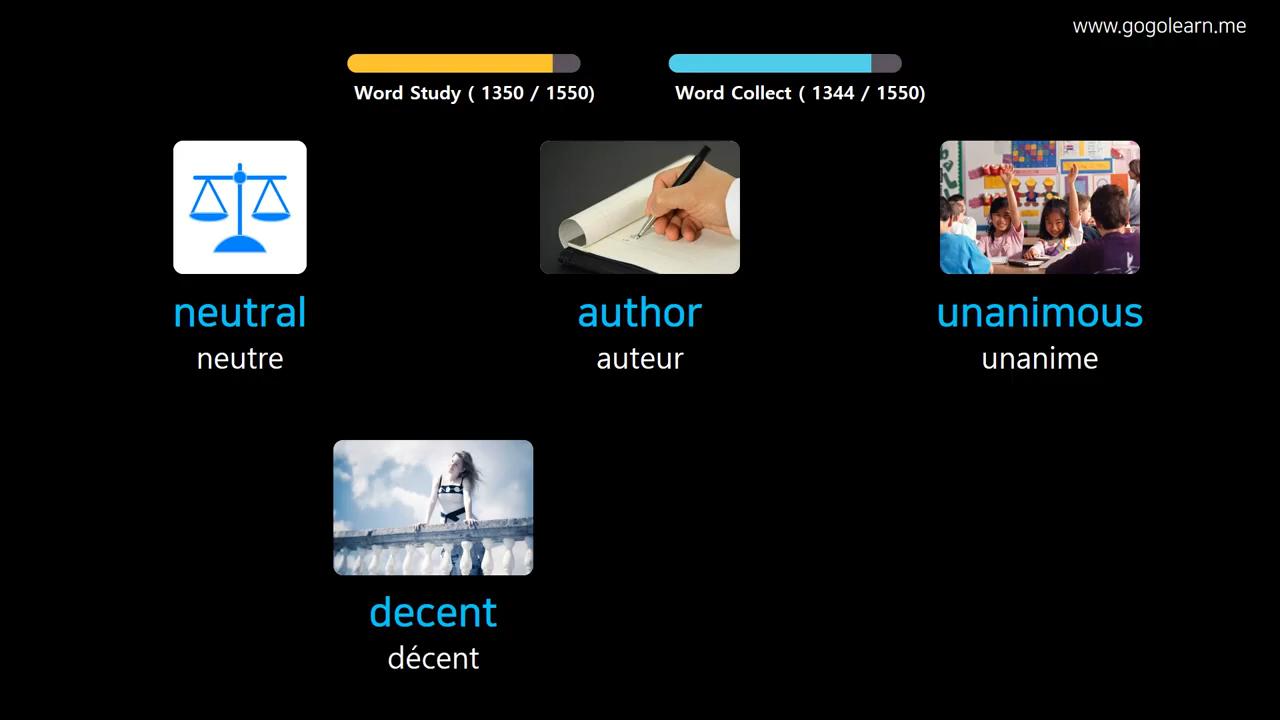 www.gogolearn.me
Word Study ( 1350 / 1550)
Word Collect ( 1344 / 1550)
neutral
neutre
author
auteur
unanimous
unanime
decent
décent